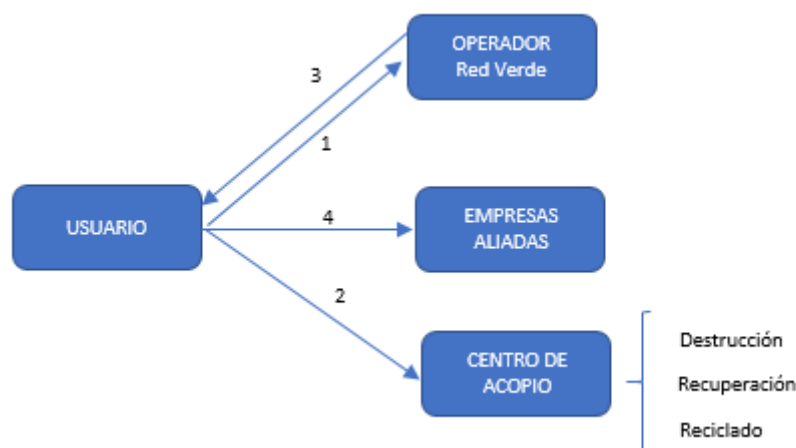 OPERADOR
Red Verde
3
1
USUARIO
4
EMPRESAS
ALIADAS
2
CENTRO DE
ACOPIO
Destrucción
Recuperación
Reciclado